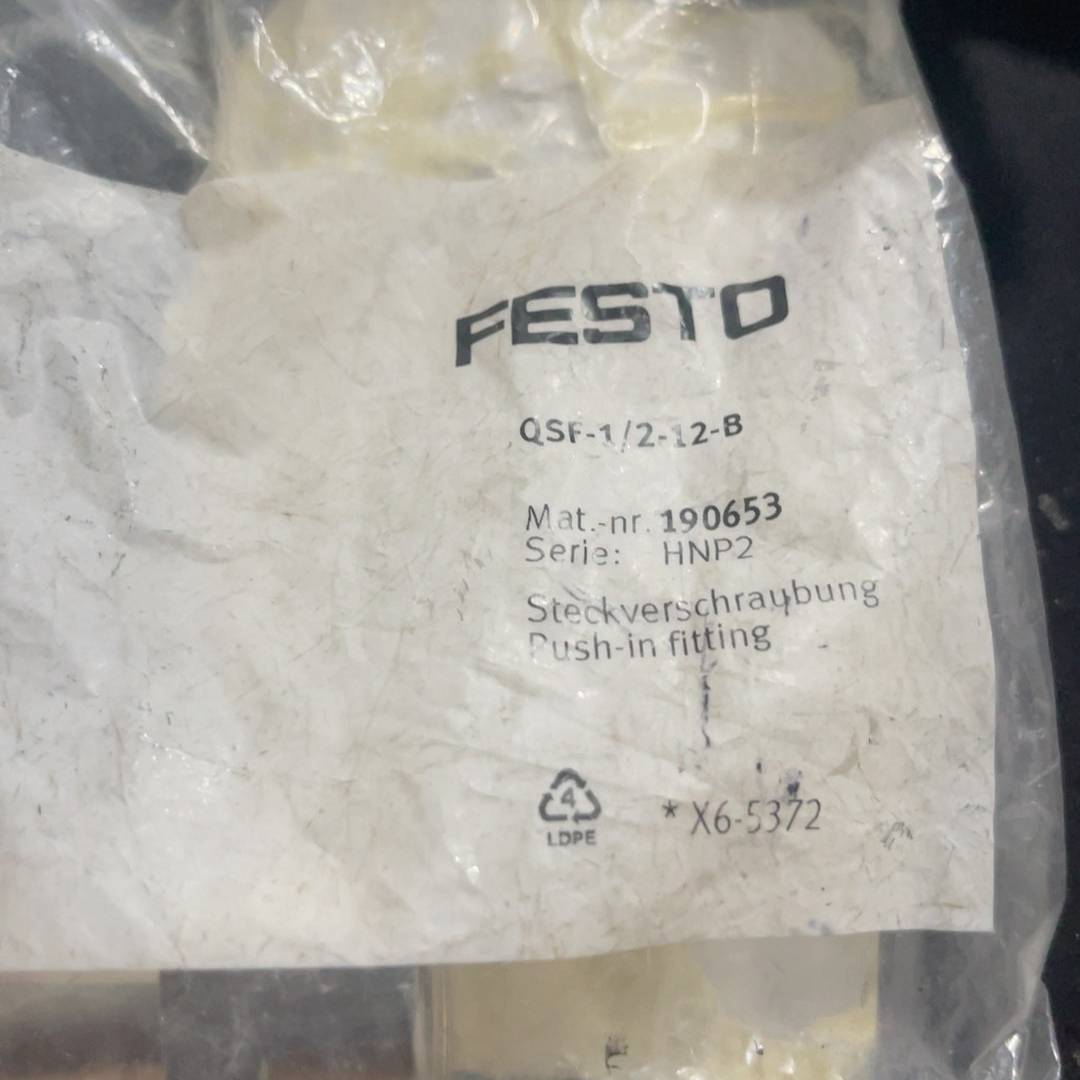 FESTO
QSF-1/2-12-B
Mat.-nr. 190653
Serie: HNP2
Steckverschraubung
Push-in fitting
4
LDPE
* X6-5372